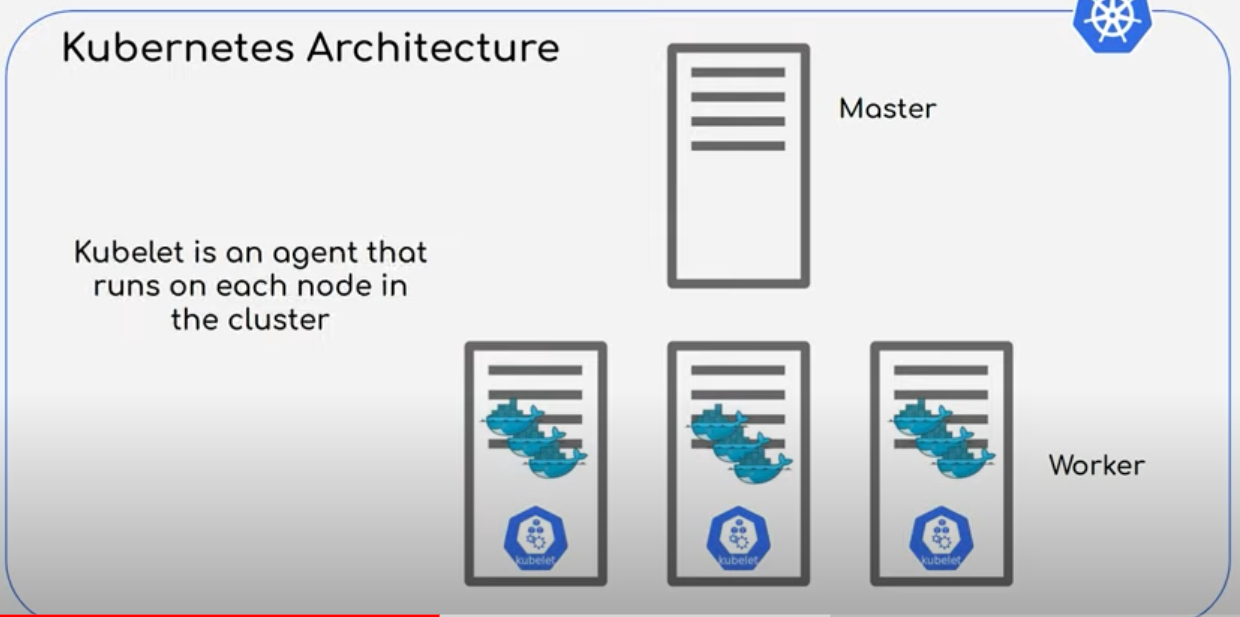 Kubernetes Architecture
Master
Kubelet is an agent that
runs on each node in
the cluster
Worker
kubelet
kubelet
kubelet